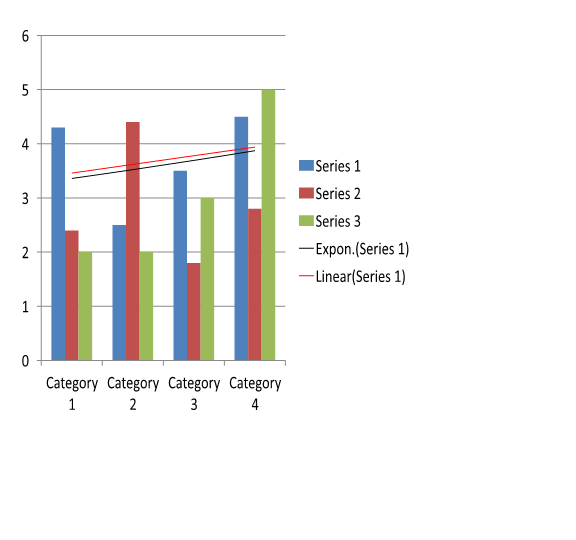 6
5
4
3
2
1
0
Category 1
Category 2
Category 3
Category 4
Series 1
Series 2
Series 3
Expon.(Series 1)
Linear(Series 1)